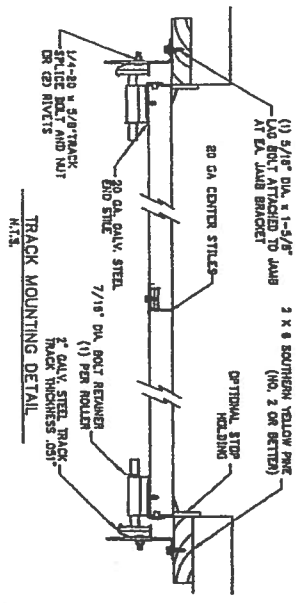 (1) 5/16" DIA. x 1-5/8"
LAG BOLT ATTACHED TO JAMB
AT EA. JAMB BRACKET
20 GA CENTER STILES
2 X 6 SOUTHERN YELLOW PINE
(NO. 2 OR BETTER)
OPTIONAL STOP
MOLDING
1/4-20 x 5/8" TRACK
SPLICE BOLT AND NUT
OR (2) RIVETS
20 GA. GALV. STEEL
END STILE
7/16" DIA BOLT RETAINER
(1) PER ROLLER
2" GALV. STEEL TRACK
TRACK THICKNESS .051"
TRACK MOUNTING DETAIL
N.T.S.